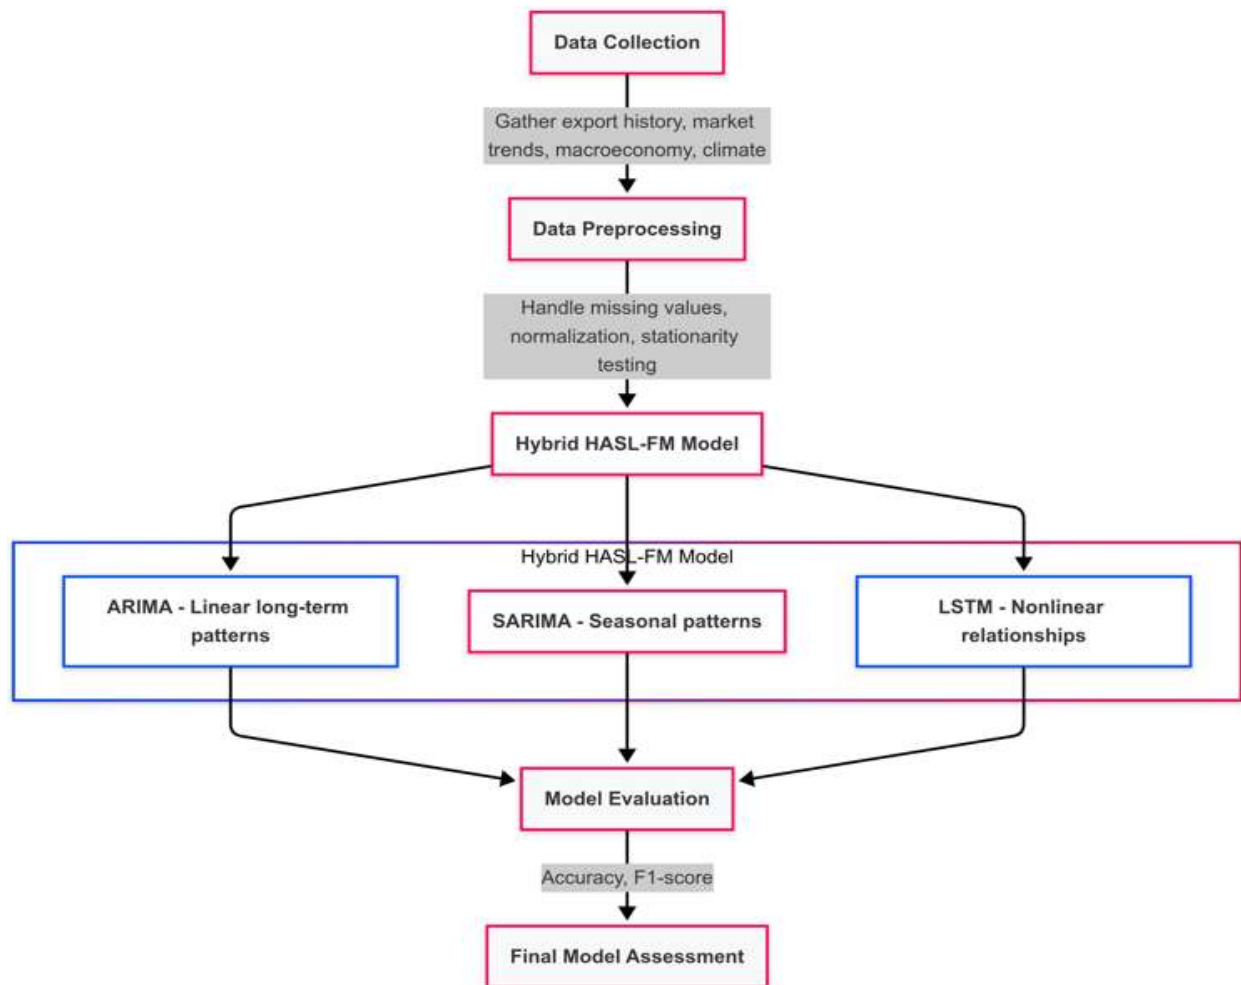 Data Collection
Gather export history, market
trends, macroeconomy, climate
Data Preprocessing
Handle missing values,
normalization, stationarity
testing
Hybrid HASL-FM Model
Hybrid HASL-FM Model
ARIMA - Linear long-term
patterns
SARIMA - Seasonal patterns
LSTM - Nonlinear
relationships
Model Evaluation
Accuracy, F1-score
Final Model Assessment